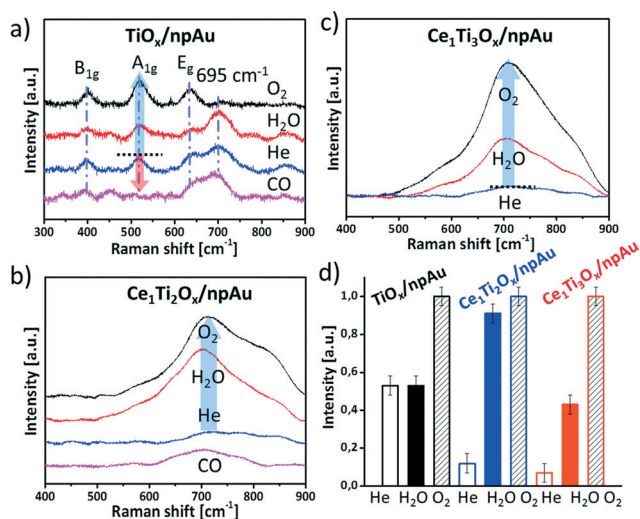 a)
TiOₓ/npAu
B₁g
A₁g
Eg
695 cm⁻¹
O₂
H₂O
He
CO
Intensity [a.u.]
300 400 500 600 700 800 900
Raman shift [cm⁻¹]
b)
Ce₁Ti₂Oₓ/npAu
O₂
H₂O
He
CO
Intensity [a.u.]
400 500 600 700 800 900
Raman shift [cm⁻¹]
c)
Ce₁Ti₃Oₓ/npAu
O₂
H₂O
He
Intensity [a.u.]
400 500 600 700 800 900
Raman shift [cm⁻¹]
d)
TiOₓ/npAu
Ce₁Ti₂Oₓ/npAu
Ce₁Ti₃Oₓ/npAu
Intensity [a.u.]
1,0
0,8
0,6
0,4
0,2
0,0
He H₂O O₂ He H₂O O₂ He H₂O O₂